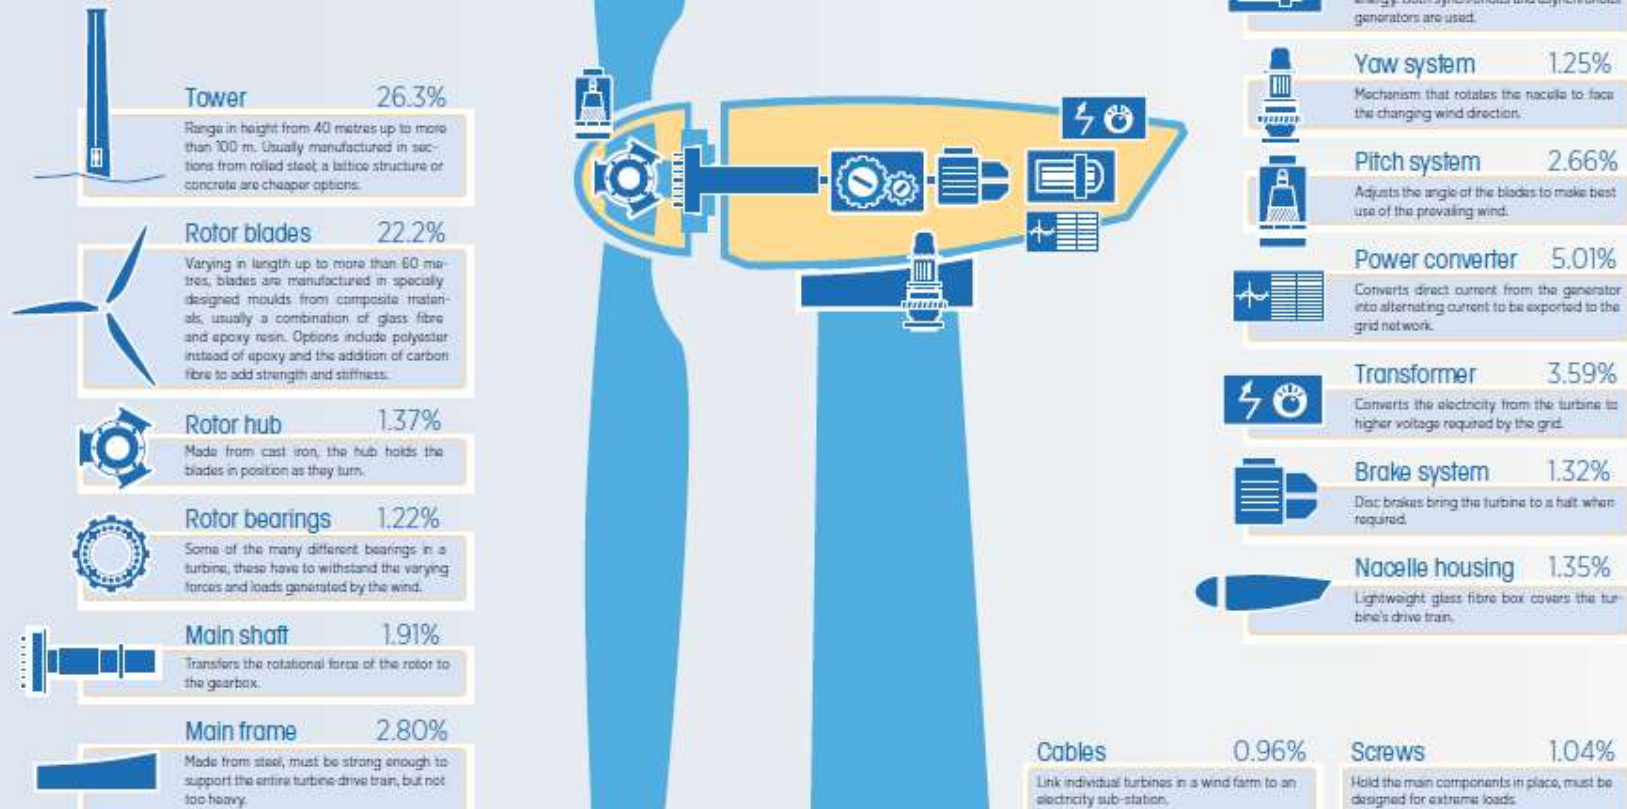 Tower 26.3%
Range in height from 40 metres up to more
than 100 m. Usually manufactured in sec-
tions from rolled steel; a lattice structure or
concrete are cheaper options.
Rotor blades 22.2%
Varying in length up to more than 60 me-
tres, blades are manufactured in specially
designed moulds from composite materi-
als, usually a combination of glass fibre
and epoxy resin. Options include polyester
instead of epoxy and the addition of carbon
fibre to add strength and stiffness.
Rotor hub 1.37%
Made from cast iron, the hub holds the
blades in position as they turn.
Rotor bearings 1.22%
Some of the many different bearings in a
turbine, these have to withstand the varying
forces and loads generated by the wind.
Main shaft 1.91%
Transfers the rotational force of the rotor to
the gearbox.
Main frame 2.80%
Made from steel, must be strong enough to
support the entire turbine drive train, but not
too heavy.
generators are used.
Yaw system 1.25%
Mechanism that rotates the nacelle to face
the changing wind direction.
Pitch system 2.66%
Adjusts the angle of the blades to make best
use of the prevailing wind.
Power converter 5.01%
Converts direct current from the generator
into alternating current to be exported to the
grid network.
Transformer 3.59%
Converts the electricity from the turbine to
higher voltage required by the grid.
Brake system 1.32%
Disc brakes bring the turbine to a halt when
required.
Nacelle housing 1.35%
Lightweight glass fibre box covers the tur-
bine's drive train.
Cables 0.96%
Link individual turbines in a wind farm to an
electricity sub-station.
Screws 1.04%
Hold the main components in place, must be
designed for extreme loads.